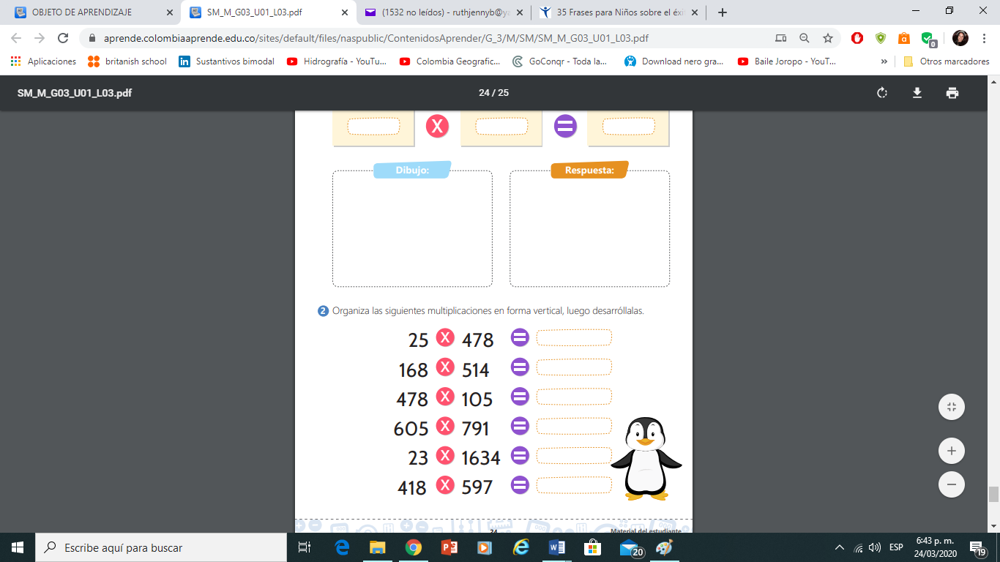 OBJETO DE APRENDIZAJE
SM_M_G03_U01_L03.pdf
(1532 no leídos) - ruthjennyb@ya
35 Frases para Niños sobre el éxi
aprende.colombiaaprende.edu.co/sites/default/files/naspublic/ContenidosAprender/G_3/M/SM/SM_M_G03_U01_L03.pdf
0
Aplicaciones
britanish school
Sustantivos bimodal
Hidrografía - YouTu...
Colombia Geografic...
GoConqr - Toda la...
Download nero gra...
Baile Joropo - YouT...
»
Otros marcadores
SM_M_G03_U01_L03.pdf
24 / 25
X =
Dibujo:
Respuesta:
2 Organiza las siguientes multiplicaciones en forma vertical, luego desarróllalas.
25 X 478 =
168 X 514 =
478 X 105 =
605 X 791 =
23 X 1634 =
418 X 597 =
24
Material del estudiante
Escribe aquí para buscar
20
ESP
6:43 p. m.
24/03/2020
19